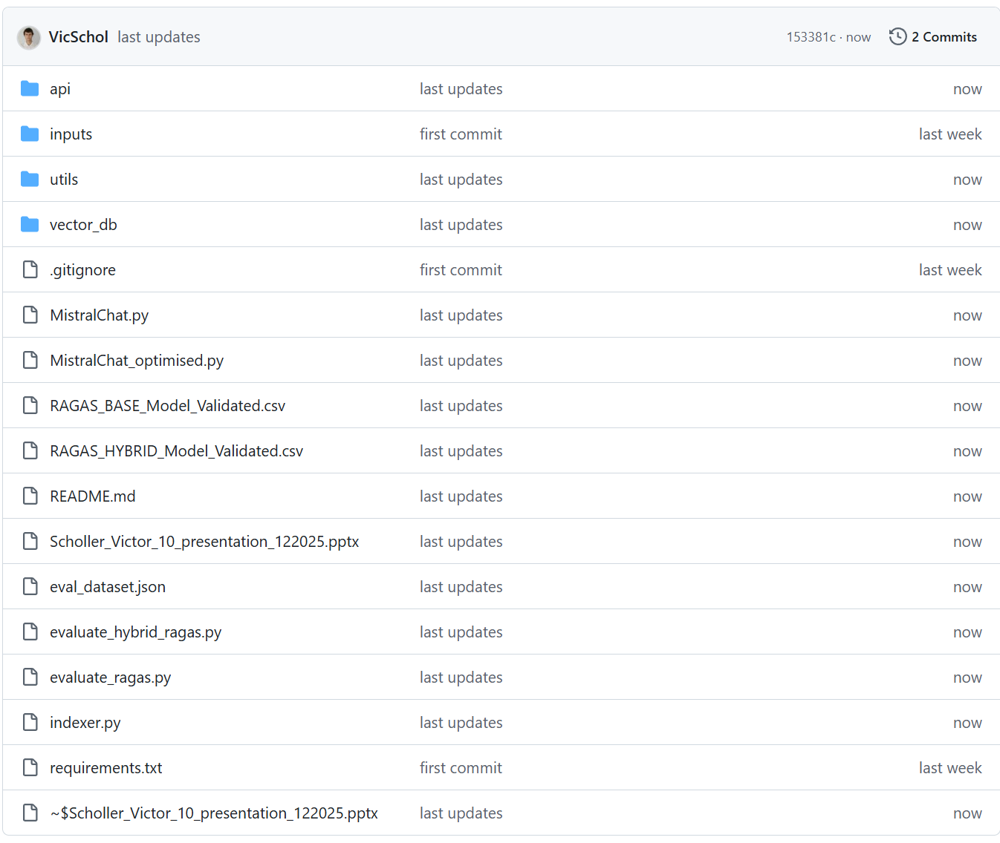 VicSchol last updates 153381c · now 2 Commits
api last updates now
inputs first commit last week
utils last updates now
vector_db last updates now
.gitignore first commit last week
MistralChat.py last updates now
MistralChat_optimised.py last updates now
RAGAS_BASE_Model_Validated.csv last updates now
RAGAS_HYBRID_Model_Validated.csv last updates now
README.md last updates now
Scholler_Victor_10_presentation_122025.pptx last updates now
eval_dataset.json last updates now
evaluate_hybrid_ragas.py last updates now
evaluate_ragas.py last updates now
indexer.py last updates now
requirements.txt first commit last week
~$Scholler_Victor_10_presentation_122025.pptx last updates now